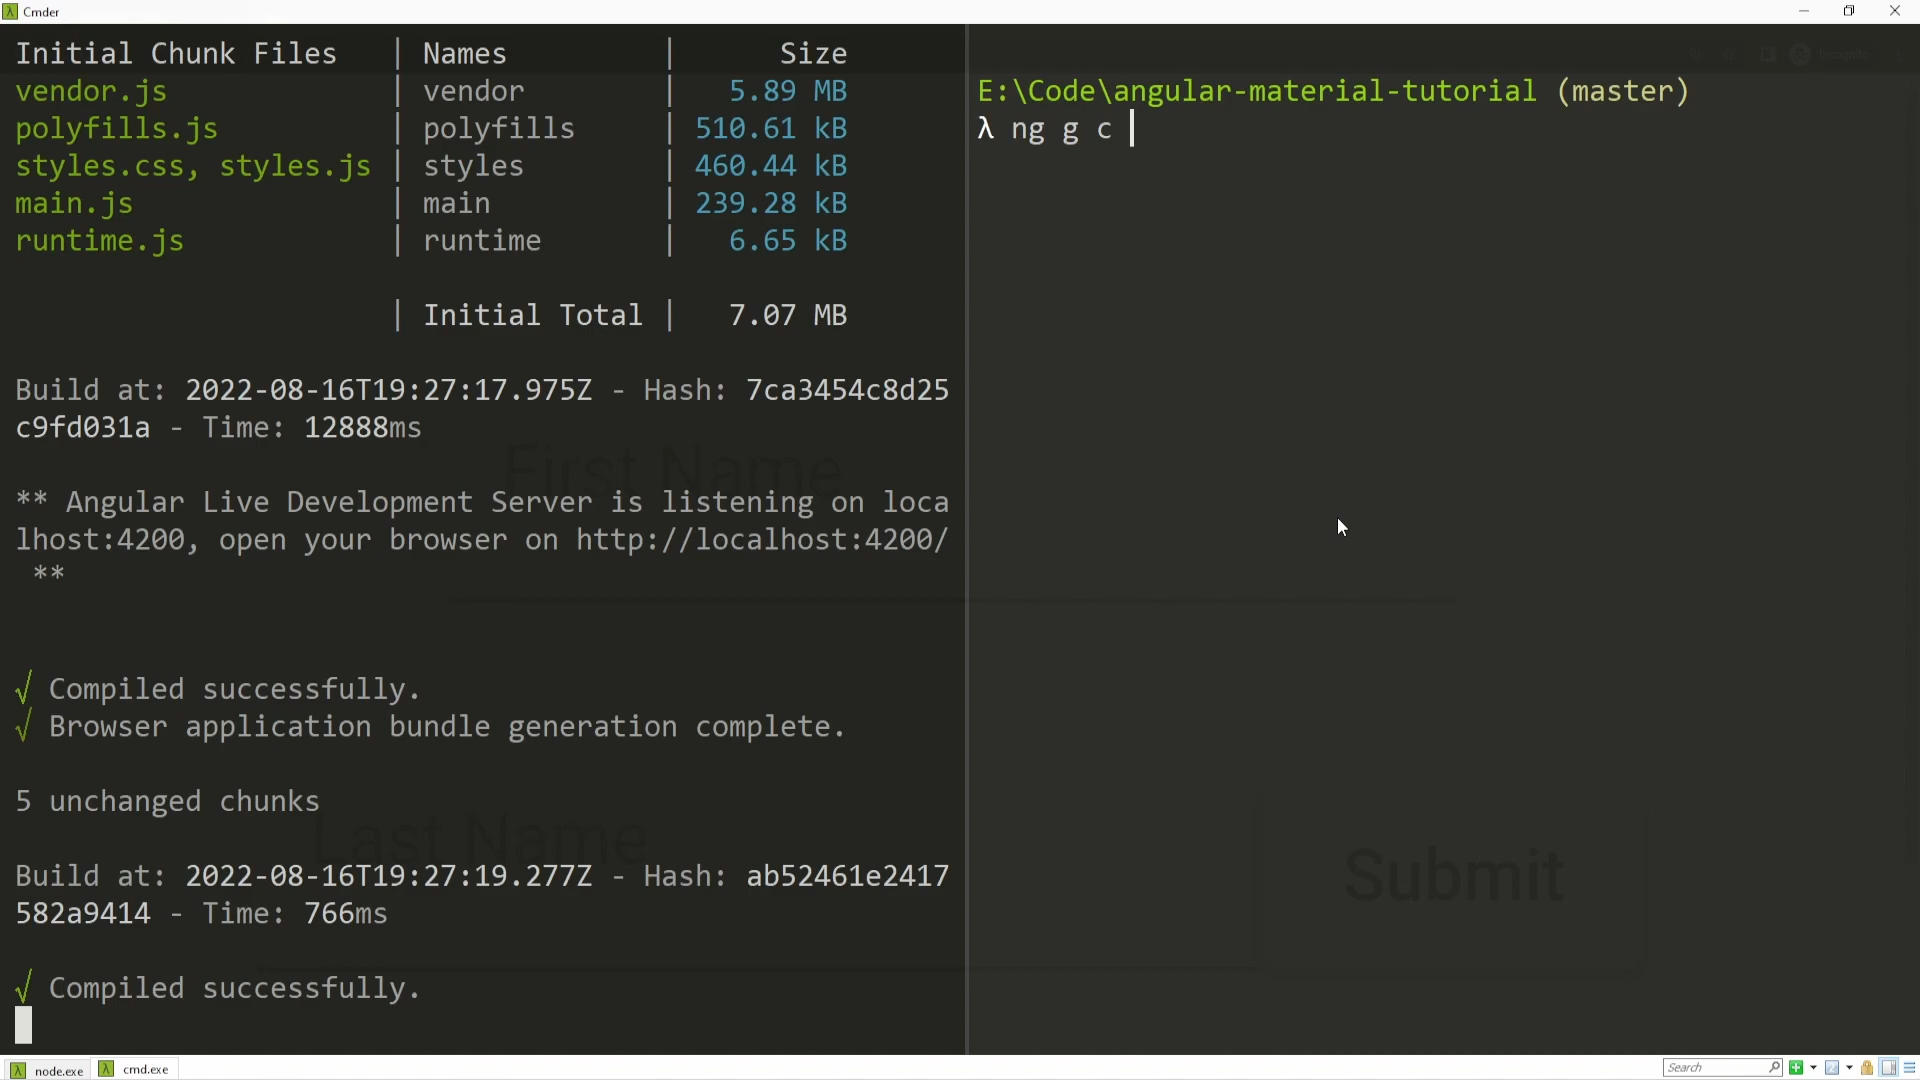 Cmder
Initial Chunk Files | Names | Size
vendor.js | vendor | 5.89 MB
polyfills.js | polyfills | 510.61 kB
styles.css, styles.js | styles | 460.44 kB
main.js | main | 239.28 kB
runtime.js | runtime | 6.65 kB
| Initial Total | 7.07 MB
Build at: 2022-08-16T19:27:17.975Z - Hash: 7ca3454c8d25
c9fd031a - Time: 12888ms
** Angular Live Development Server is listening on loca
lhost:4200, open your browser on http://localhost:4200/
**
√ Compiled successfully.
√ Browser application bundle generation complete.
5 unchanged chunks
Build at: 2022-08-16T19:27:19.277Z - Hash: ab52461e2417
582a9414 - Time: 766ms
√ Compiled successfully.
E:\Code\angular-material-tutorial (master)
λ ng g c
Incognito
First Name
Last Name
Submit
node.exe
cmd.exe
Search